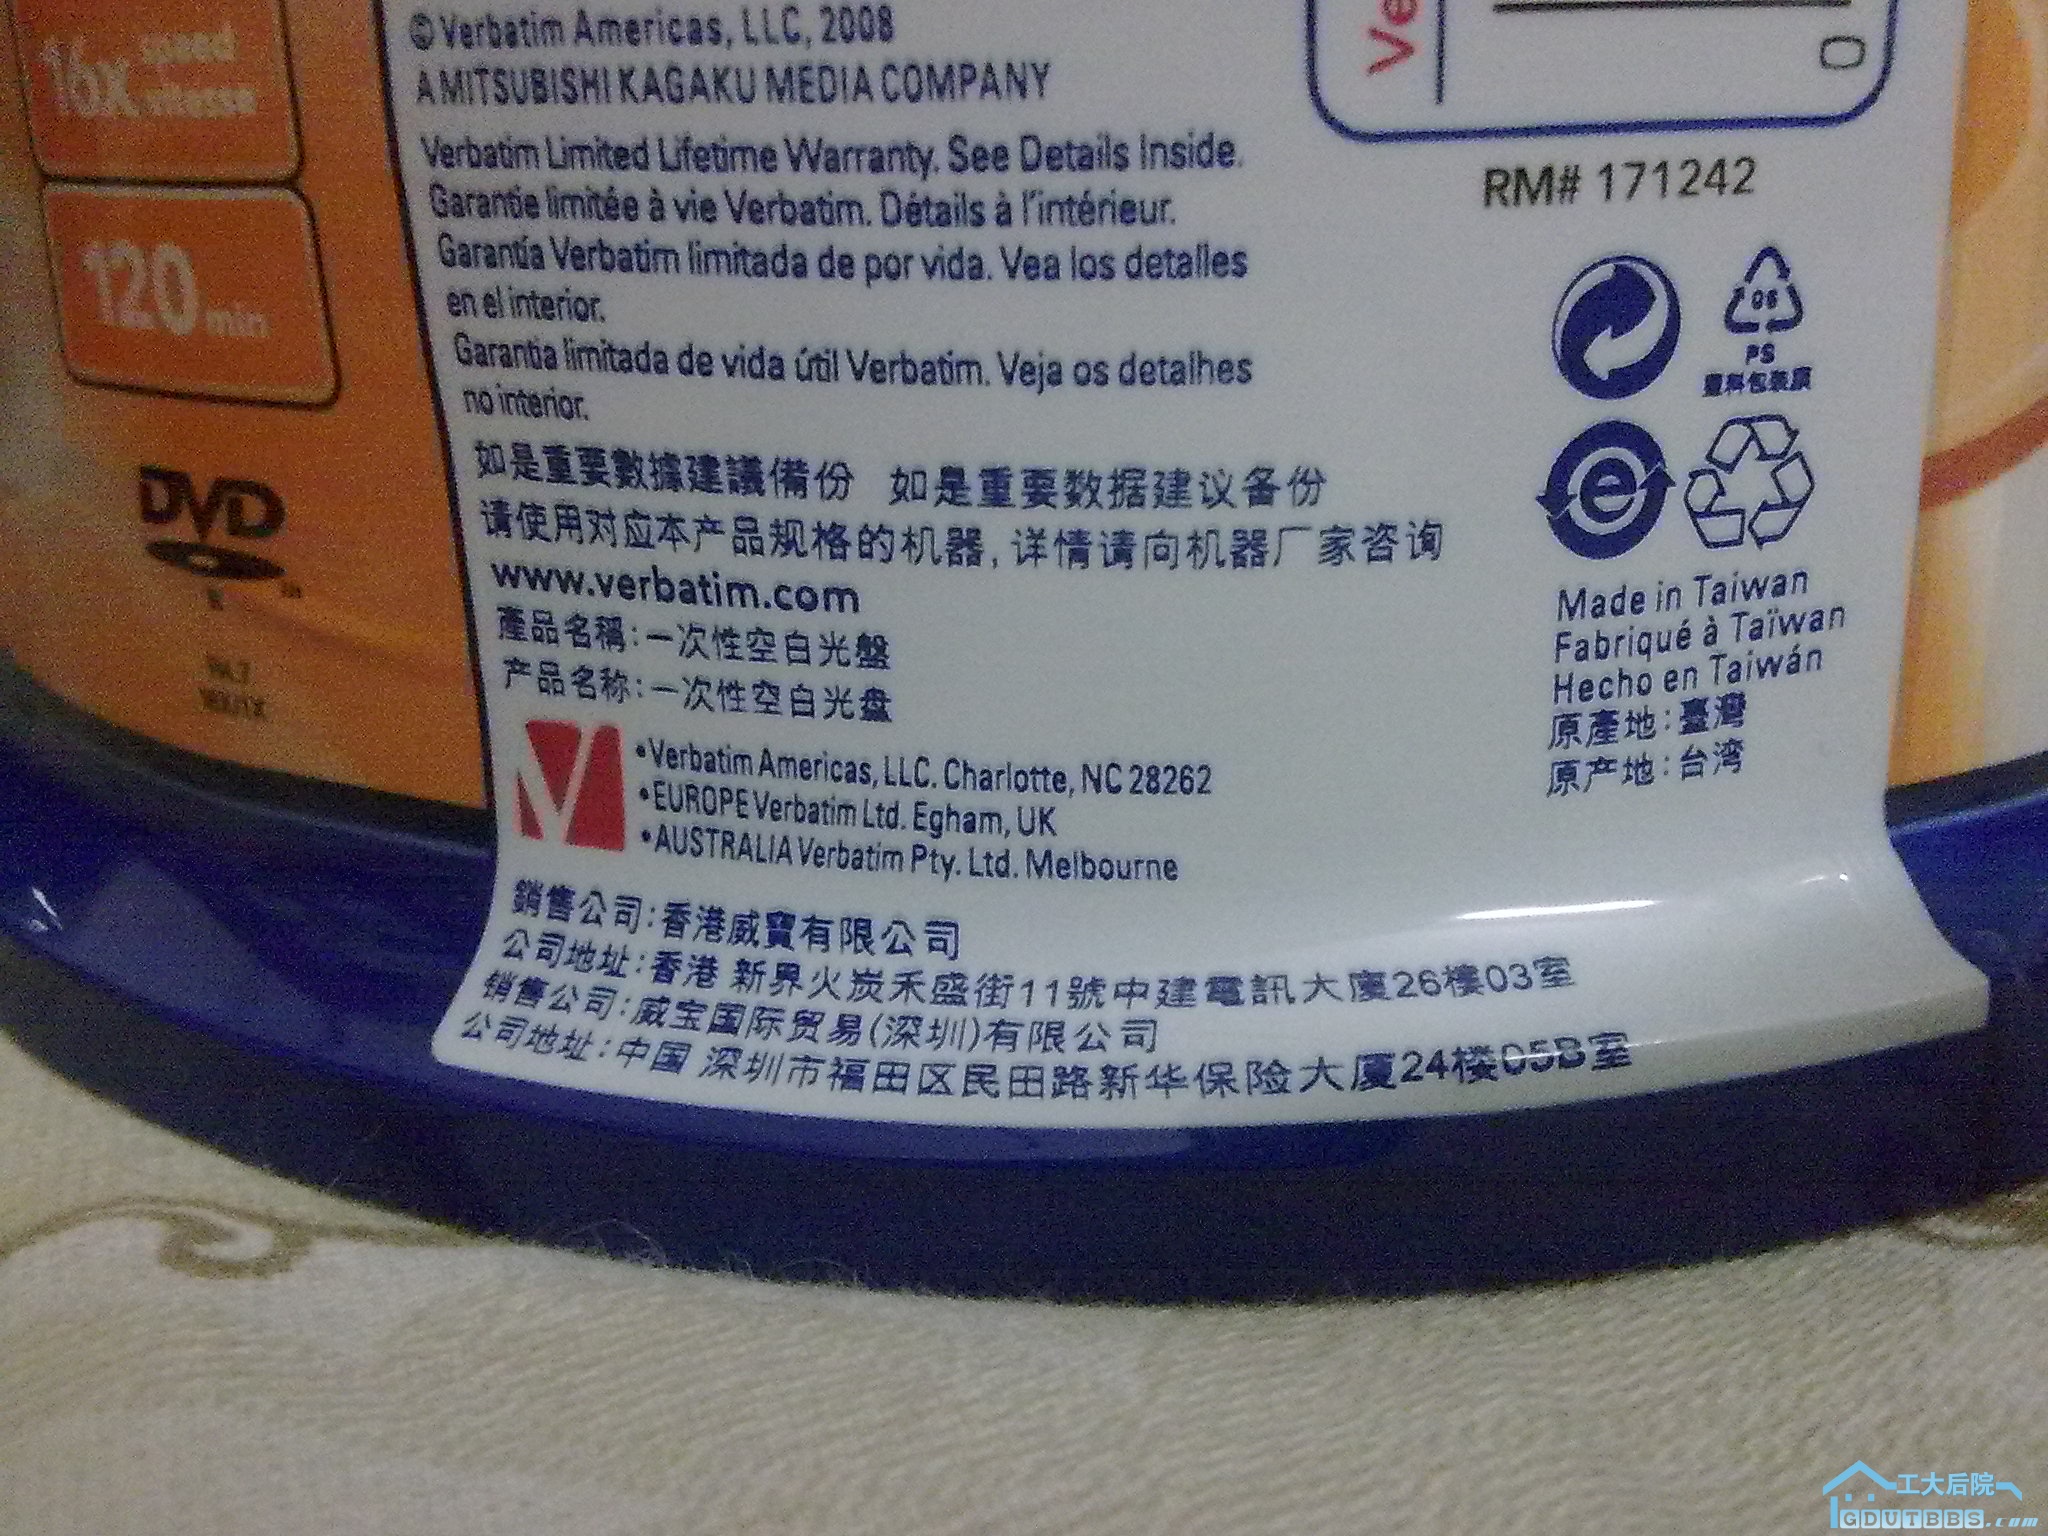 16x speed
vitesse
120 min
DVD
R
© Verbatim Americas, LLC, 2008
A MITSUBISHI KAGAKU MEDIA COMPANY
Verbatim Limited Lifetime Warranty. See Details Inside.
Garantie limitée à vie Verbatim. Détails à l'intérieur.
Garantía Verbatim limitada de por vida. Vea los detalles
en el interior.
Garantia limitada de vida útil Verbatim. Veja os detalhes
no interior.
如是重要數據建議備份 如是重要数据建议备份
请使用对应本产品规格的机器, 详情请向机器厂家咨询
www.verbatim.com
產品名稱:一次性空白光盤
产品名称:一次性空白光盘
•Verbatim Americas, LLC. Charlotte, NC 28262
•EUROPE Verbatim Ltd. Egham, UK
•AUSTRALIA Verbatim Pty. Ltd. Melbourne
銷售公司:香港威寶有限公司
公司地址:香港 新界火炭禾盛街11號中建電訊大廈26樓03室
销售公司:威宝国际贸易(深圳)有限公司
公司地址:中国 深圳市福田区民田路新华保险大厦24楼05B室
Ve
0
RM# 171242
06
PS
e
Made in Taiwan
Fabriqué à Taïwan
Hecho en Taiwán
原產地:臺灣
原产地:台湾
工大后院
GDUTBBS.com